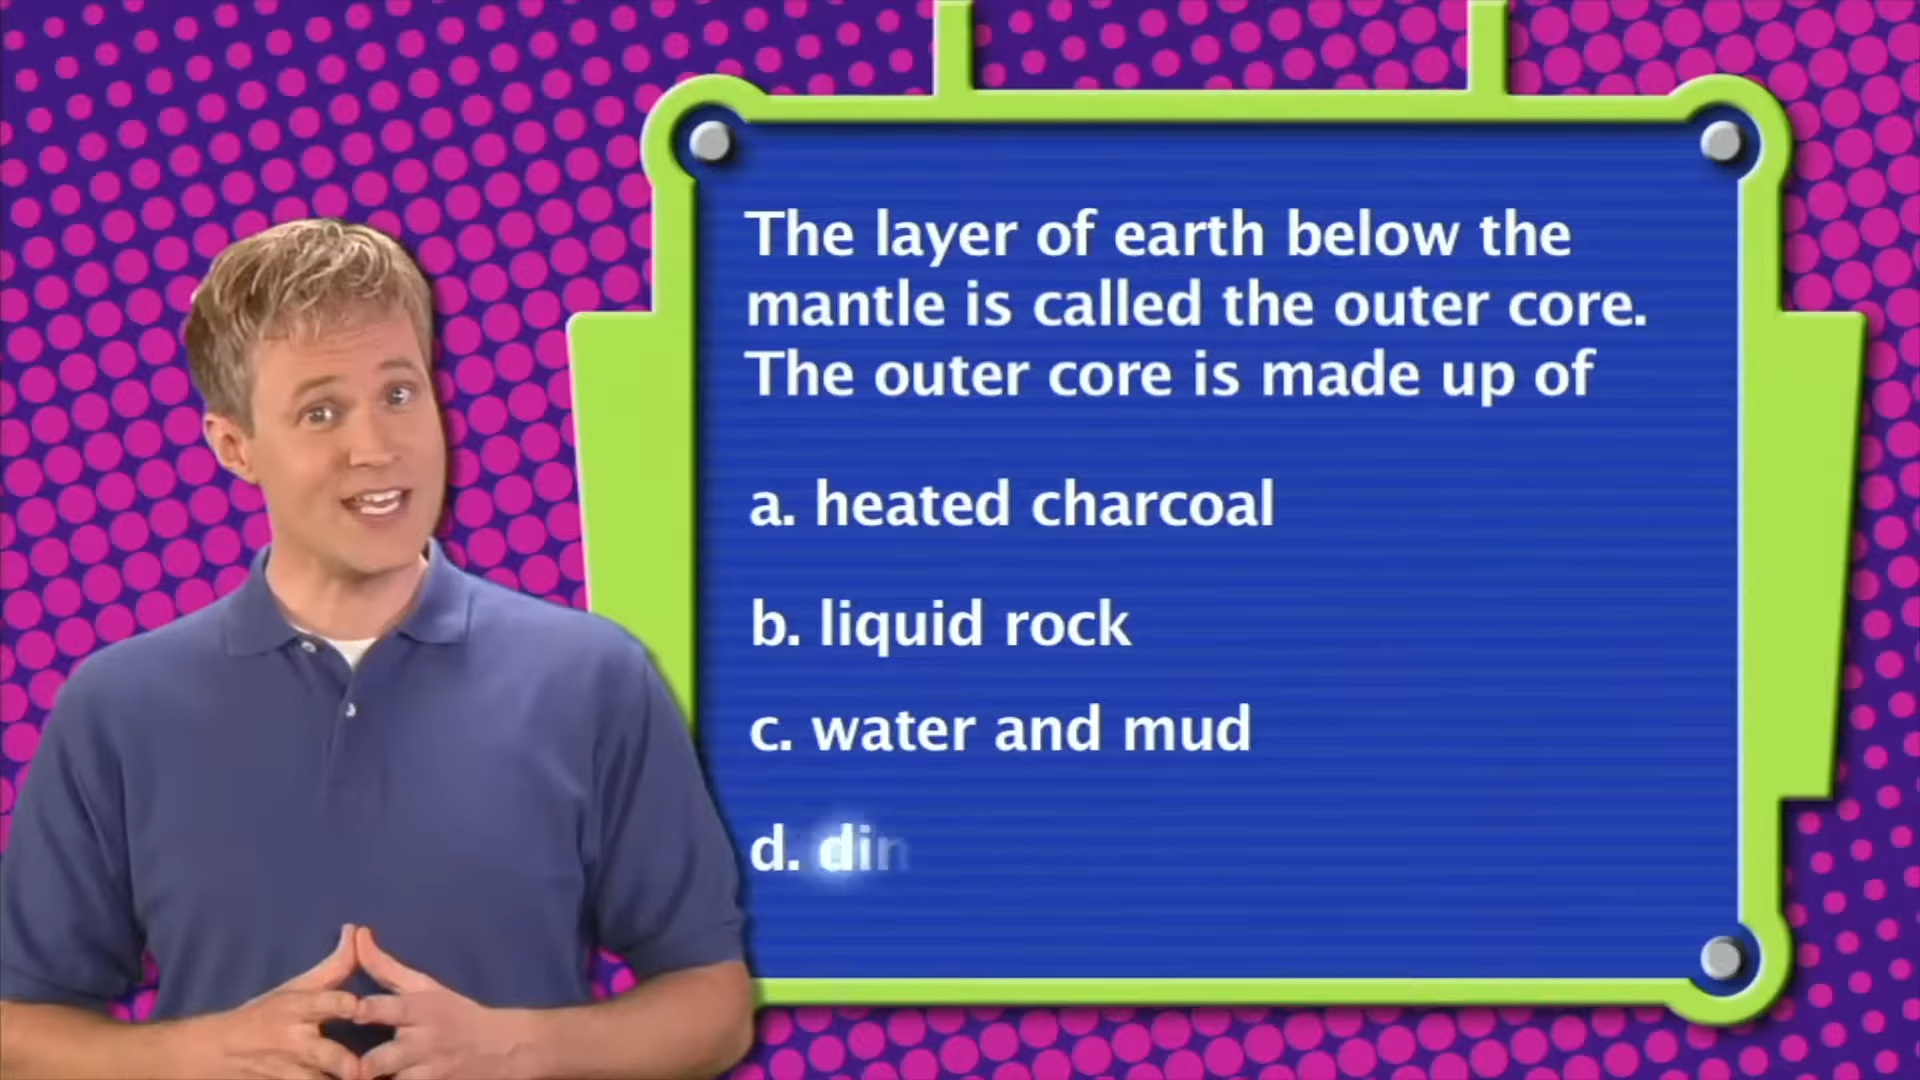 The layer of earth below the
mantle is called the outer core.
The outer core is made up of
a. heated charcoal
b. liquid rock
c. water and mud
d. din